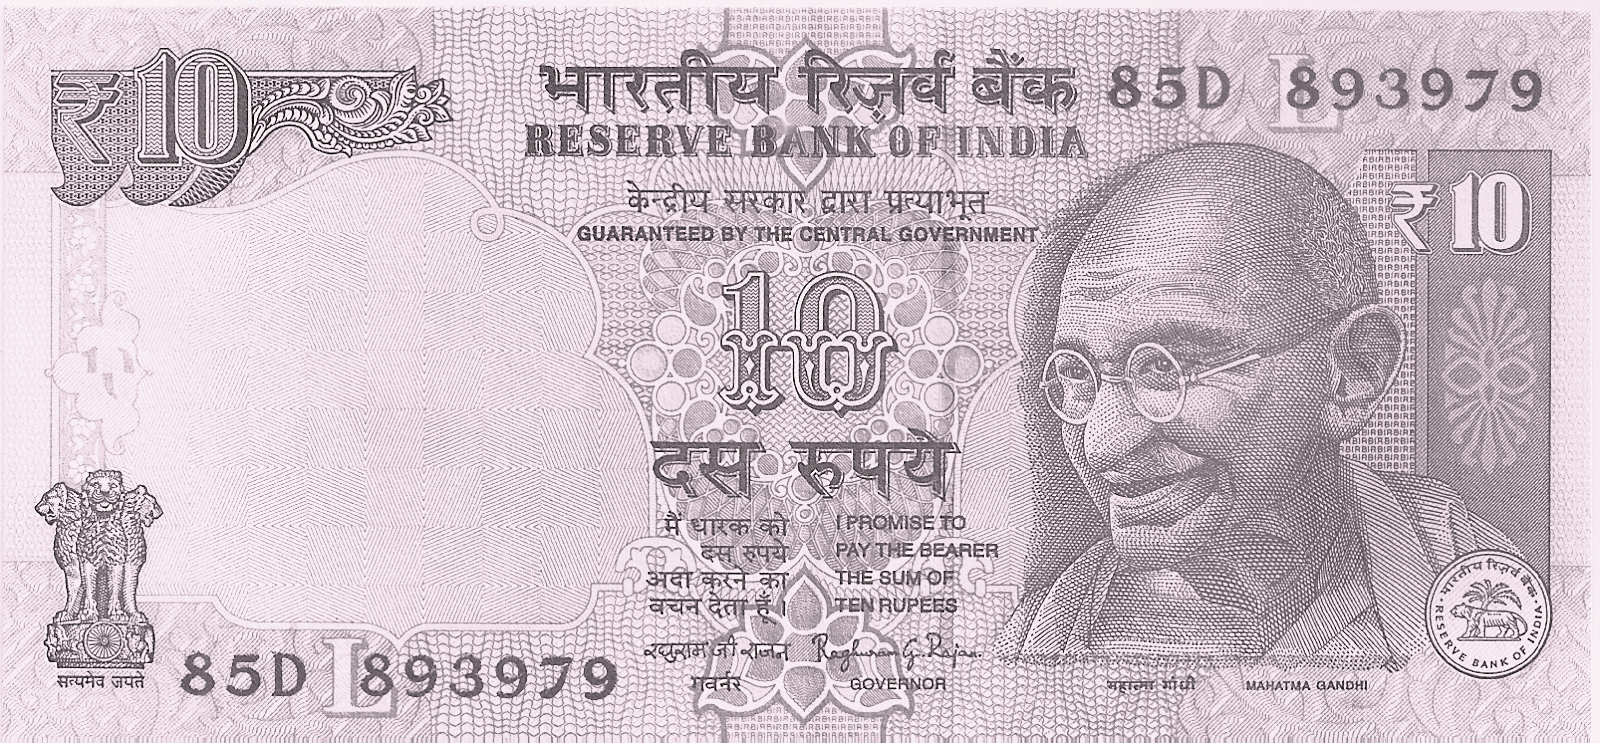 ₹10
भारतीय रिज़र्व बैंक
RESERVE BANK OF INDIA
85D L 893979
केन्द्रीय सरकार द्वारा प्रत्याभूत
GUARANTEED BY THE CENTRAL GOVERNMENT
₹10
10
दस रुपये
मैं धारक को
दस रुपये
अदा करने का
वचन देता हूँ।
I PROMISE TO
PAY THE BEARER
THE SUM OF
TEN RUPEES
रघुराम जी राजन
Raghuram G. Rajan
गवर्नर
GOVERNOR
सत्यमेव जयते
85D L 893979
महात्मा गांधी
MAHATMA GANDHI
भारतीय रिज़र्व बैंक
RESERVE BANK OF INDIA